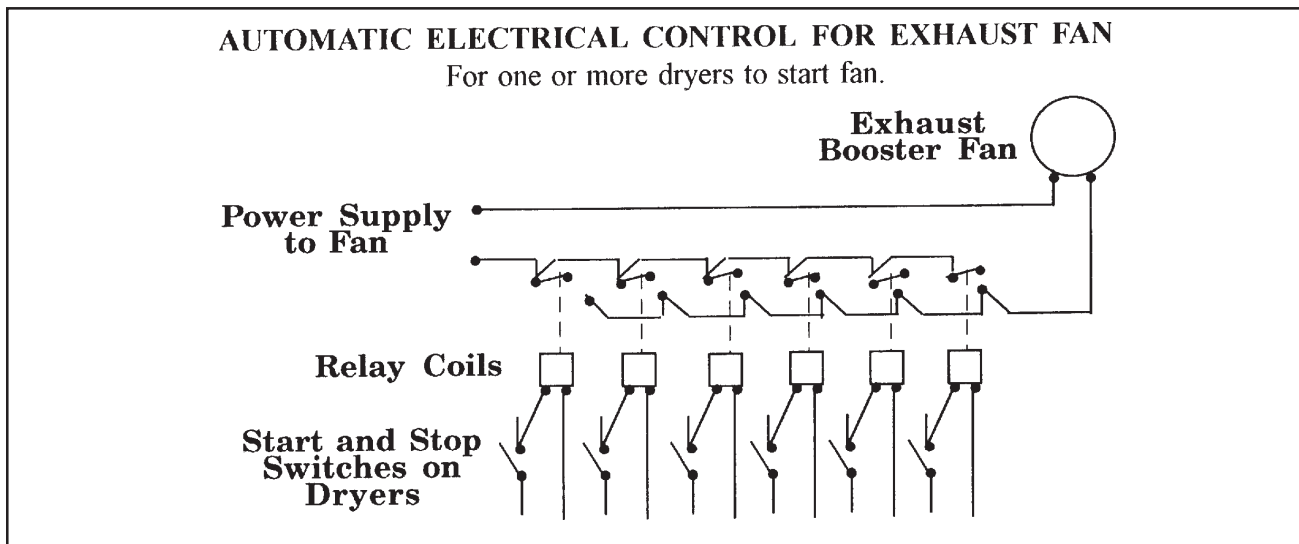 AUTOMATIC ELECTRICAL CONTROL FOR EXHAUST FAN
For one or more dryers to start fan.
Exhaust
Booster Fan
Power Supply
to Fan
Relay Coils
Start and Stop
Switches on
Dryers